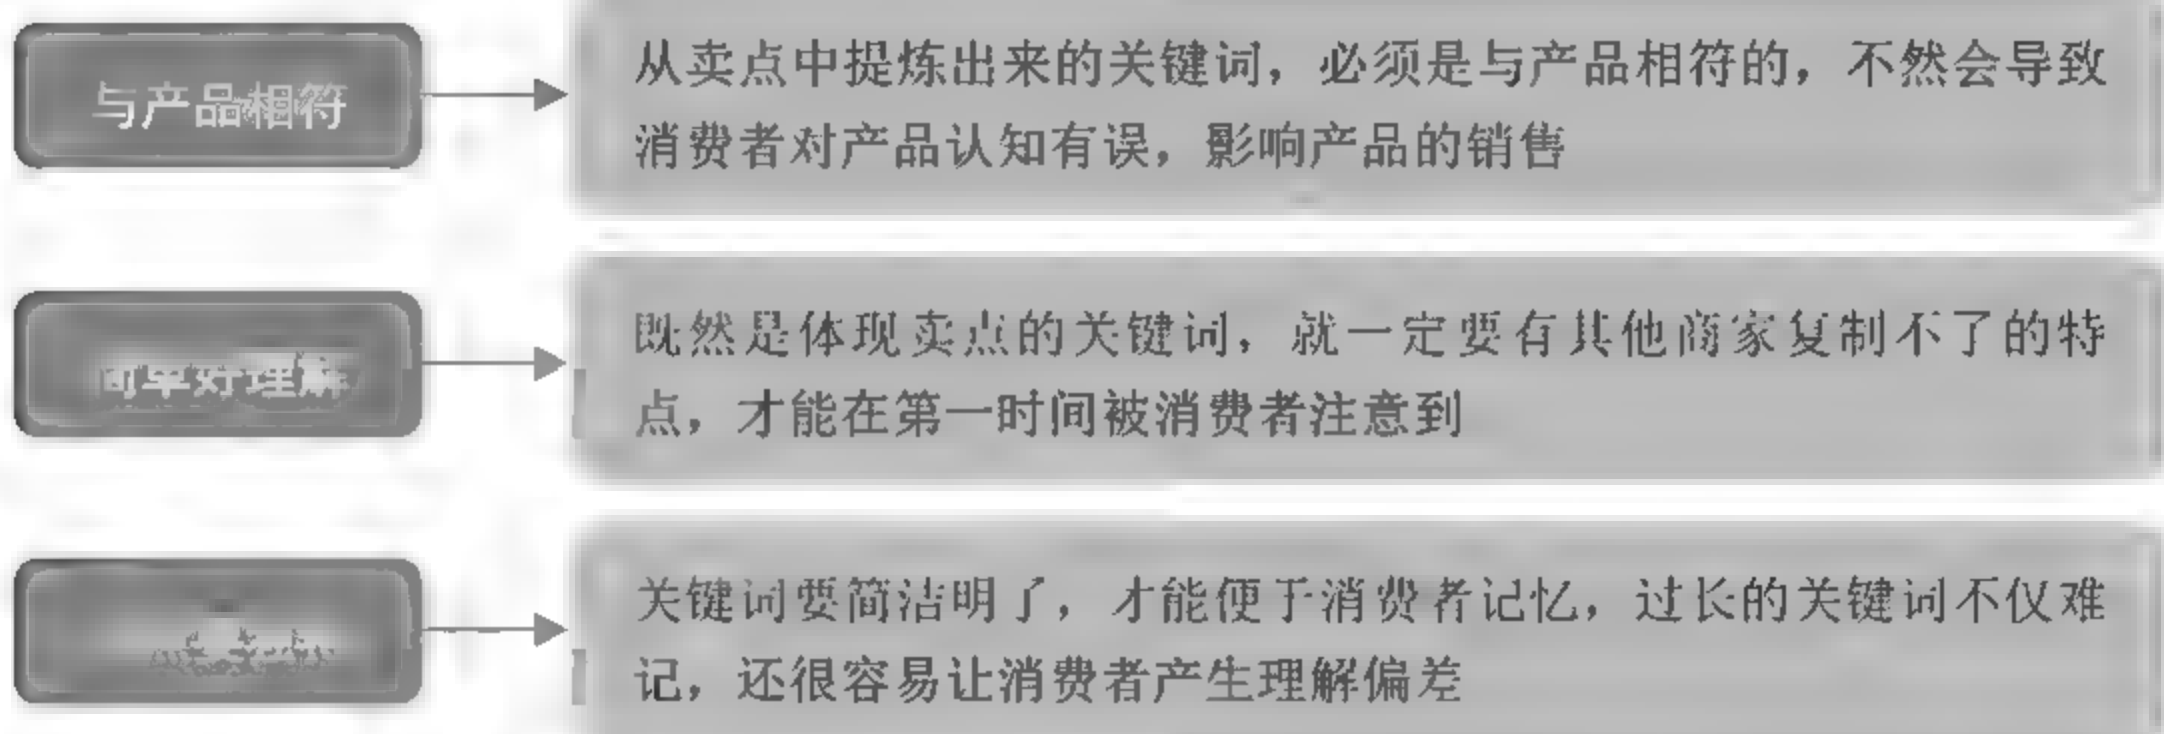 与产品相符
从卖点中提炼出来的关键词，必须是与产品相符的，不然会导致
消费者对产品认知有误，影响产品的销售
简单好理解
既然是体现卖点的关键词，就一定要有其他商家复制不了的特
点，才能在第一时间被消费者注意到
关键词要简洁明了，才能便于消费者记忆，过长的关键词不仅难
记，还很容易让消费者产生理解偏差